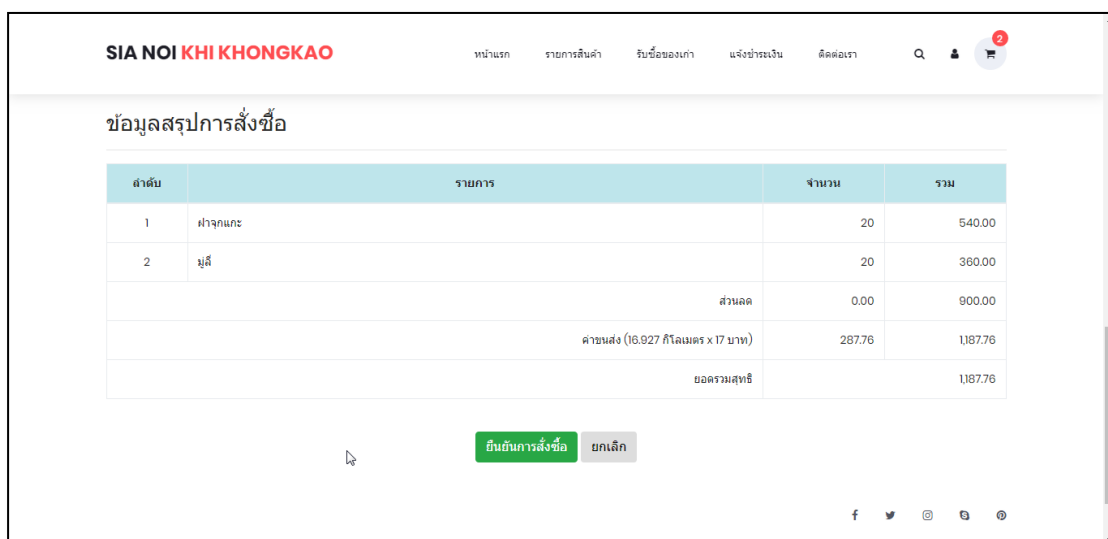 SIA NOI KHI KHONGKAO หน้าแรก รายการสินค้า รับซื้อของเก่า แจ้งชำระเงิน ติดต่อเรา 2
ข้อมูลสรุปการสั่งซื้อ
ลำดับ รายการ จำนวน รวม
1 ฝาจุกแกะ 20 540.00
2 มู่ลี่ 20 360.00
ส่วนลด 0.00 900.00
ค่าขนส่ง (16.927 กิโลเมตร x 17 บาท) 287.76 1,187.76
ยอดรวมสุทธิ 1,187.76
ยืนยันการสั่งซื้อ ยกเลิก